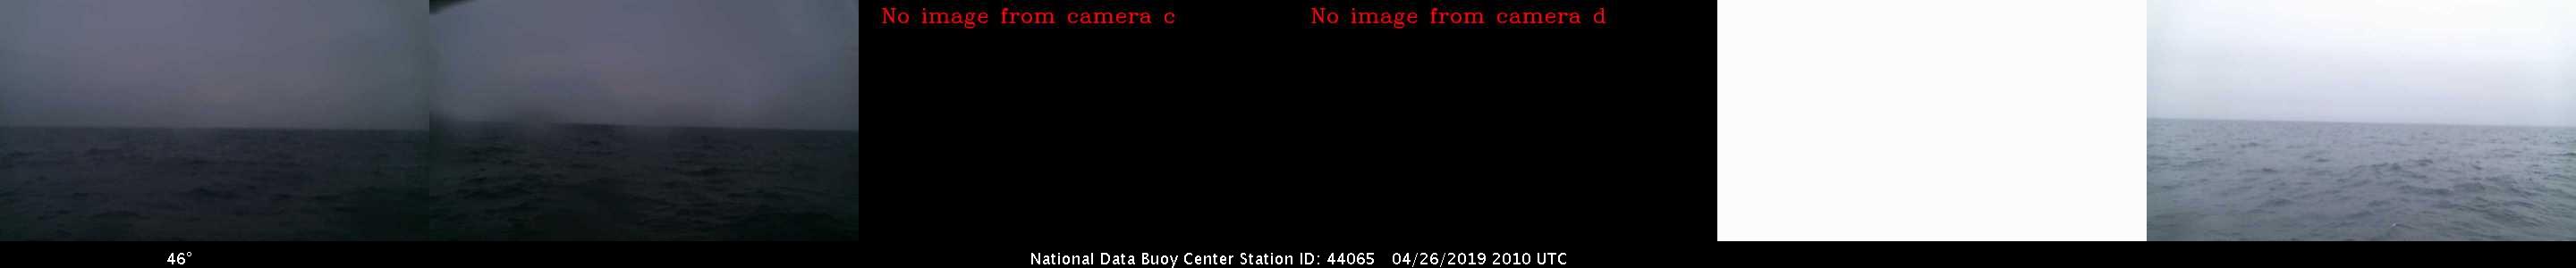 No image from camera c
No image from camera d
46°
National Data Buoy Center Station ID: 44065 04/26/2019 2010 UTC